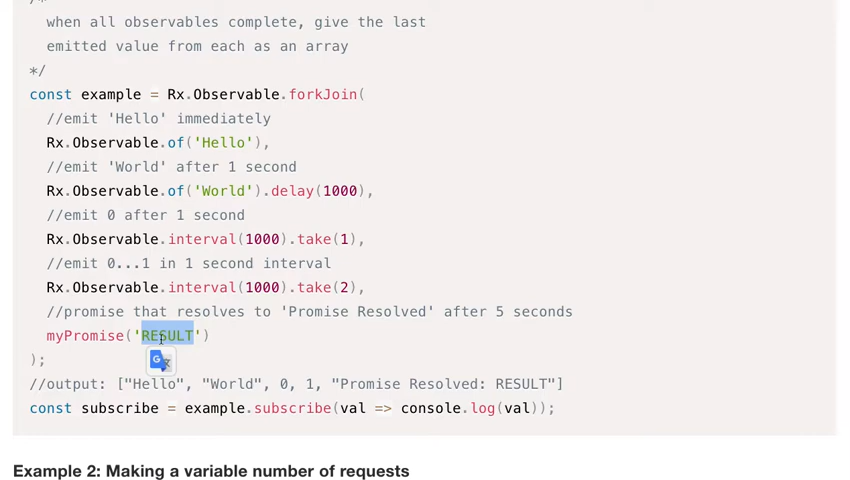 /*
when all observables complete, give the last
emitted value from each as an array
*/
const example = Rx.Observable.forkJoin(
//emit 'Hello' immediately
Rx.Observable.of('Hello'),
//emit 'World' after 1 second
Rx.Observable.of('World').delay(1000),
//emit 0 after 1 second
Rx.Observable.interval(1000).take(1),
//emit 0...1 in 1 second interval
Rx.Observable.interval(1000).take(2),
//promise that resolves to 'Promise Resolved' after 5 seconds
myPromise('RESULT')
);
//output: ["Hello", "World", 0, 1, "Promise Resolved: RESULT"]
const subscribe = example.subscribe(val => console.log(val));
Example 2: Making a variable number of requests